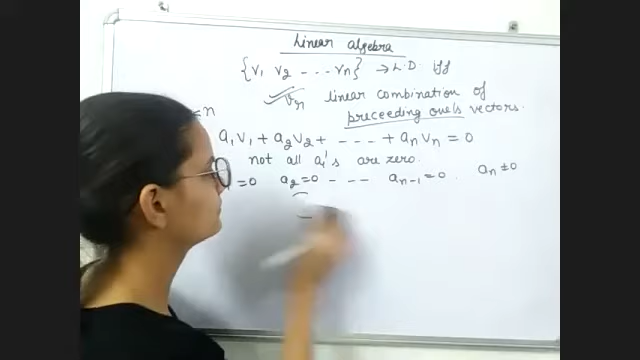 Linear algebra
{v1 v2 ... vn} → L.D. iff
vn linear combination of
preceeding one's vectors.
=n
a1v1 + a2v2 + .... + anvn = 0
not all ai's are zero.
=0 a2=0 - - - - an-1=0. an≠0